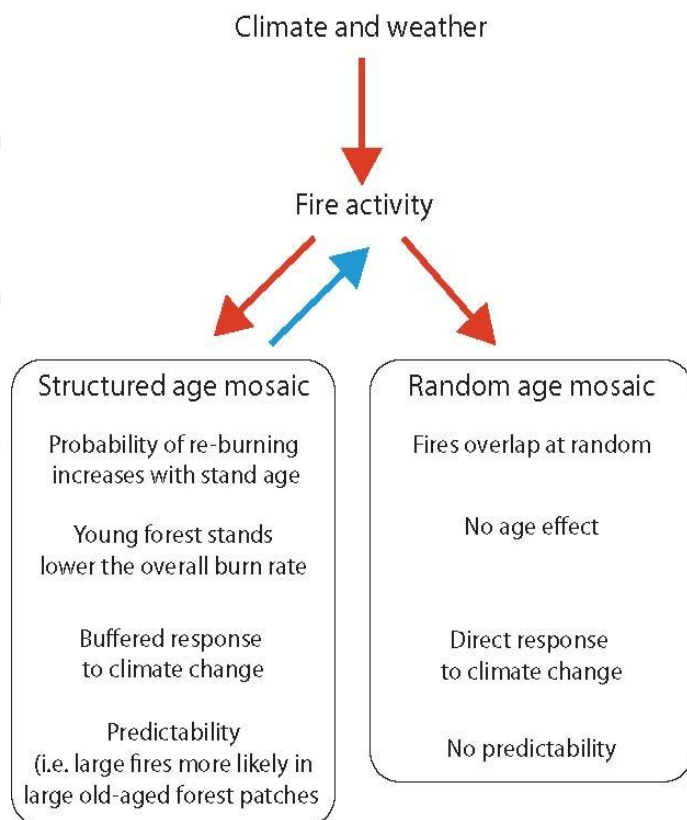 Climate and weather
Fire activity
Structured age mosaic
Probability of re-burning
increases with stand age
Young forest stands
lower the overall burn rate
Buffered response
to climate change
Predictability
(i.e. large fires more likely in
large old-aged forest patches
Random age mosaic
Fires overlap at random
No age effect
Direct response
to climate change
No predictability